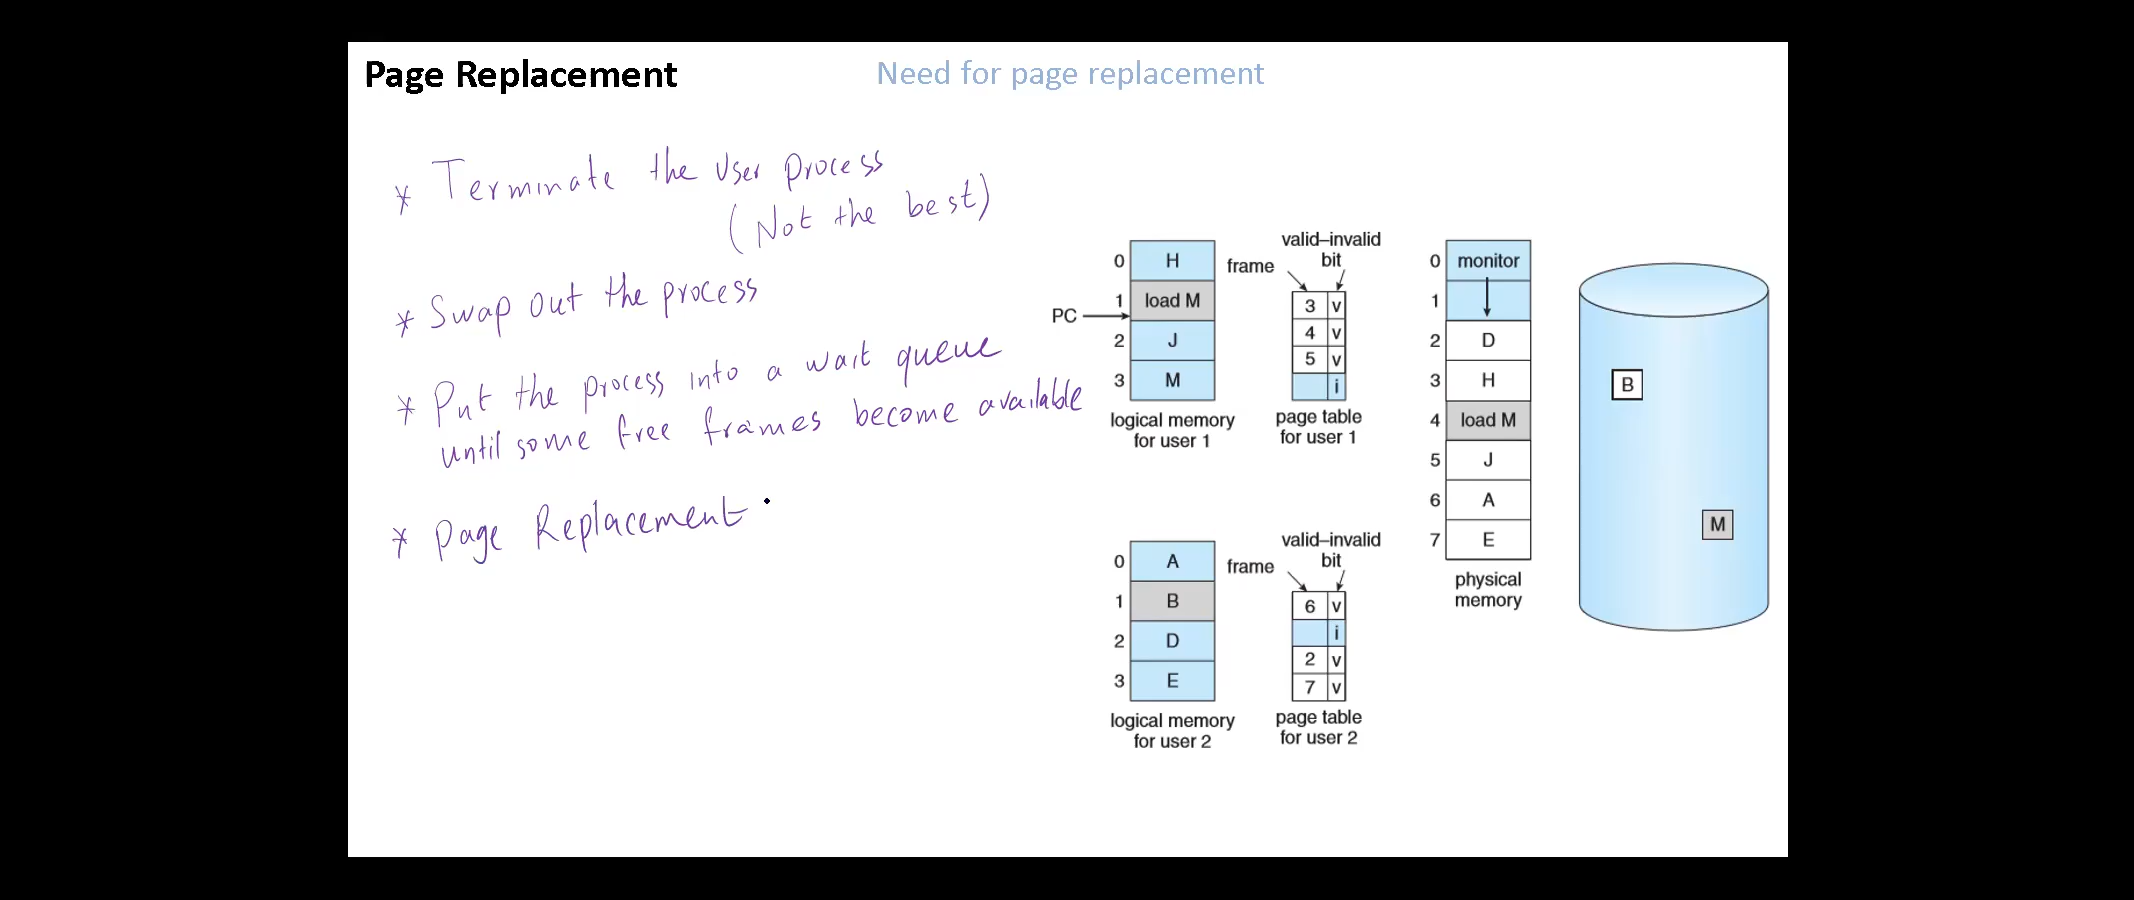 Page Replacement
Need for page replacement
* Terminate the User process
(Not the best)
* Swap out the process
* Put the process into a wait queue
until some free frames become available
* Page Replacement
0 H
1 load M
2 J
3 M
PC
logical memory
for user 1
valid–invalid
frame bit
3 v
4 v
5 v
i
page table
for user 1
0 A
1 B
2 D
3 E
logical memory
for user 2
valid–invalid
frame bit
6 v
i
2 v
7 v
page table
for user 2
0 monitor
1
2 D
3 H
4 load M
5 J
6 A
7 E
physical
memory
B
M